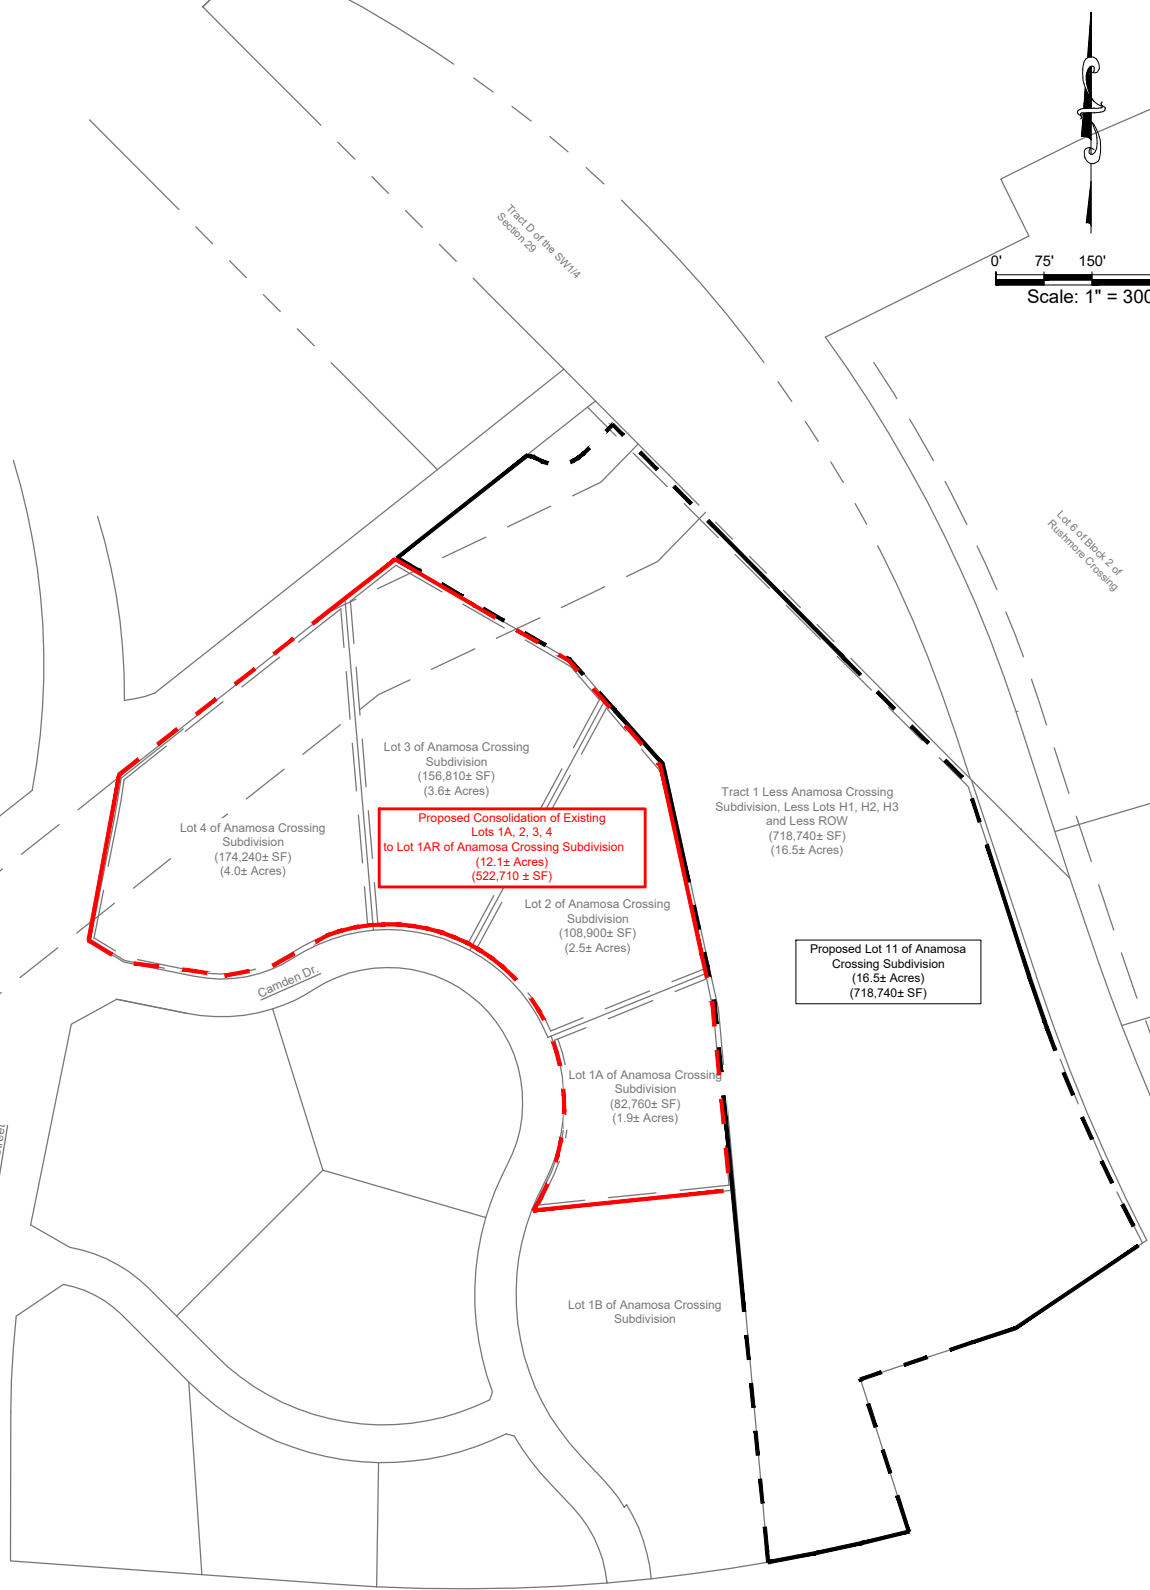 Tract D of the SW1/4
Section 29
0' 75' 150'
Scale: 1" = 300
Lot 6 of Block 2 of
Rushmore Crossing
Lot 3 of Anamosa Crossing
Subdivision
(156,810± SF)
(3.6± Acres)
Tract 1 Less Anamosa Crossing
Subdivision, Less Lots H1, H2, H3
and Less ROW
(718,740± SF)
(16.5± Acres)
Lot 4 of Anamosa Crossing
Subdivision
(174,240± SF)
(4.0± Acres)
Proposed Consolidation of Existing
Lots 1A, 2, 3, 4
to Lot 1AR of Anamosa Crossing Subdivision
(12.1± Acres)
(522,710 ± SF)
Lot 2 of Anamosa Crossing
Subdivision
(108,900± SF)
(2.5± Acres)
Proposed Lot 11 of Anamosa
Crossing Subdivision
(16.5± Acres)
(718,740± SF)
Camden Dr.
Lot 1A of Anamosa Crossing
Subdivision
(82,760± SF)
(1.9± Acres)
Lot 1B of Anamosa Crossing
Subdivision